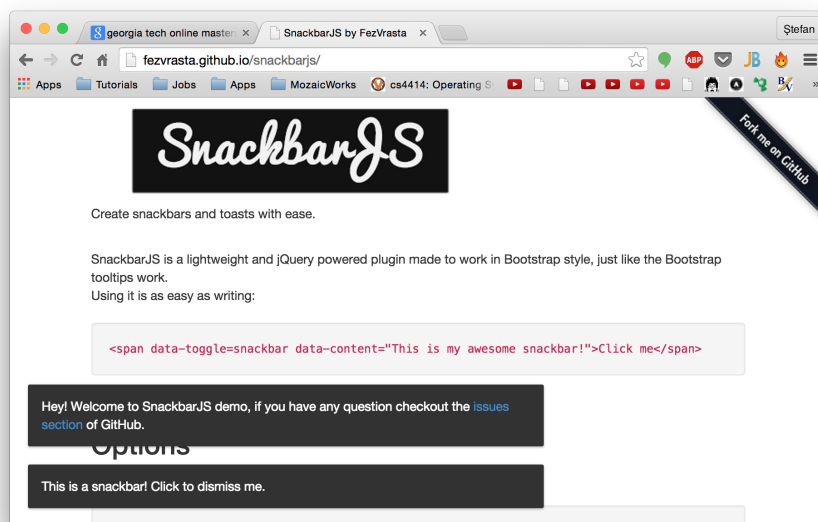 georgia tech online master
SnackbarJS by FezVrasta
Ștefan
fezvrasta.github.io/snackbarjs/
ABP
JB
Apps
Tutorials
Jobs
Apps
MozaicWorks
cs4414: Operating S
SnackbarJS
Fork me on GitHub
Create snackbars and toasts with ease.
SnackbarJS is a lightweight and jQuery powered plugin made to work in Bootstrap style, just like the Bootstrap
tooltips work.
Using it is as easy as writing:
<span data-toggle=snackbar data-content="This is my awesome snackbar!">Click me</span>
Hey! Welcome to SnackbarJS demo, if you have any question checkout the issues
section of GitHub.
Options
This is a snackbar! Click to dismiss me.